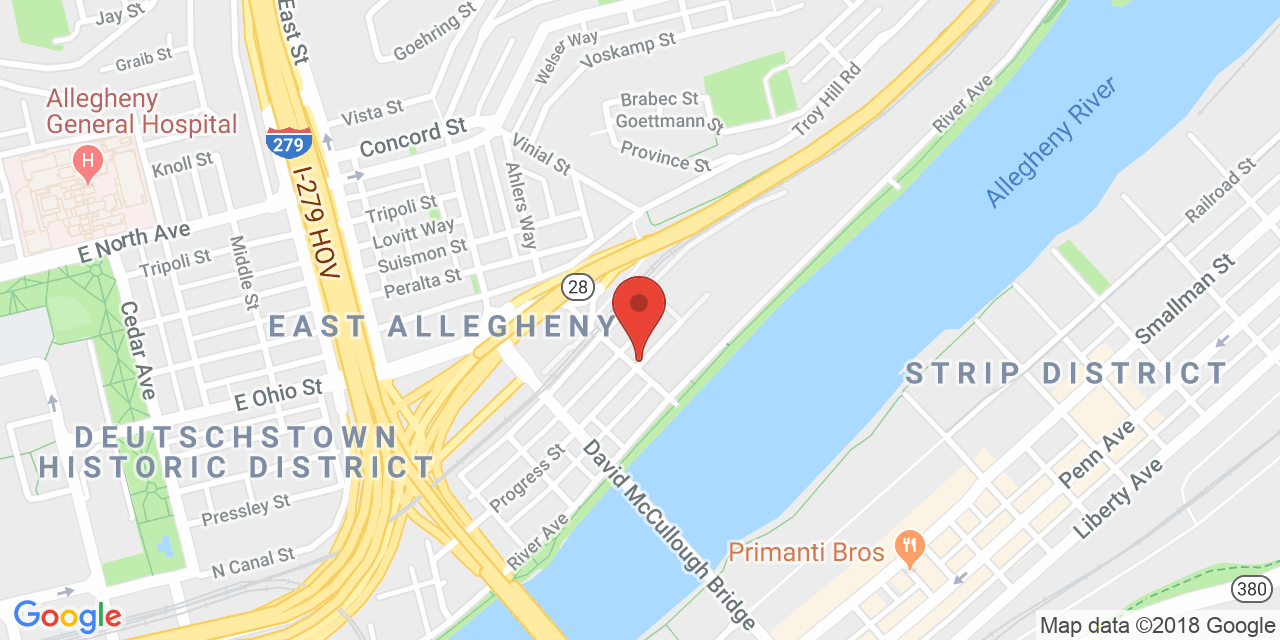 Jay St
East St
Goehring St
Graib St
Welser Way
Voskamp St
Allegheny
General Hospital
H
Vista St
Concord St
Brabec St
Goettmann St
Troy Hill Rd
River Ave
Allegheny River
279
Knoll St
Vinial St
Province St
I-279 HOV
Ahlers Way
Railroad St
Tripoli St
Lovitt Way
Suismon St
Peralta St
E North Ave
Tripoli St
Middle St
28
Smallman St
Cedar Ave
EAST ALLEGHENY
STRIP DISTRICT
E Ohio St
DEUTSCHSTOWN
HISTORIC DISTRICT
Penn Ave
Liberty Ave
Progress St
David McCullough Bridge
Pressley St
River Ave
N Canal St
Primanti Bros
380
Google
Map data ©2018 Google